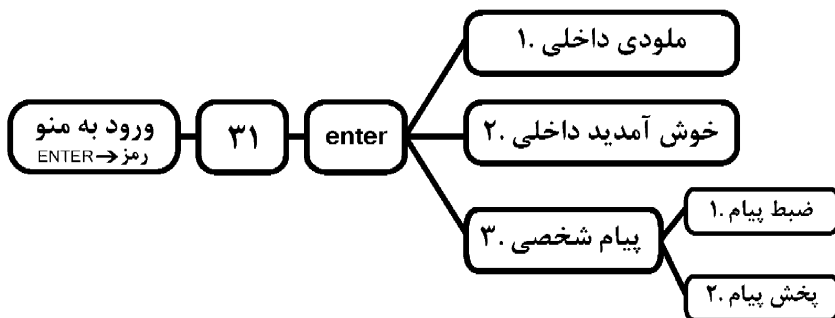 ورود به منو
رمز→ENTER
۳۱
enter
۱. ملودی داخلی
۲. خوش آمدید داخلی
۳. پیام شخصی
۱. ضبط پیام
۲. پخش پیام